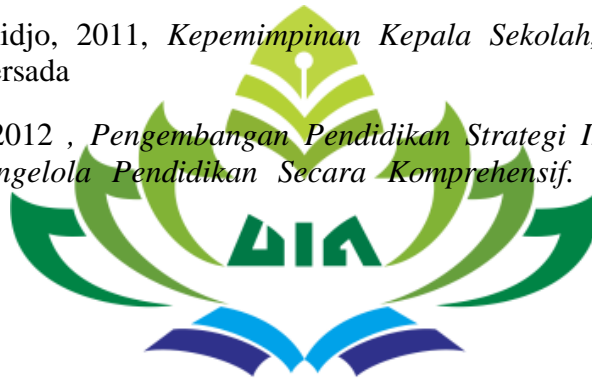 idjo, 2011, Kepemimpinan Kepala Sekolah,
ersada
2012 , Pengembangan Pendidikan Strategi I
ngelola Pendidikan Secara Komprehensif.
UIN